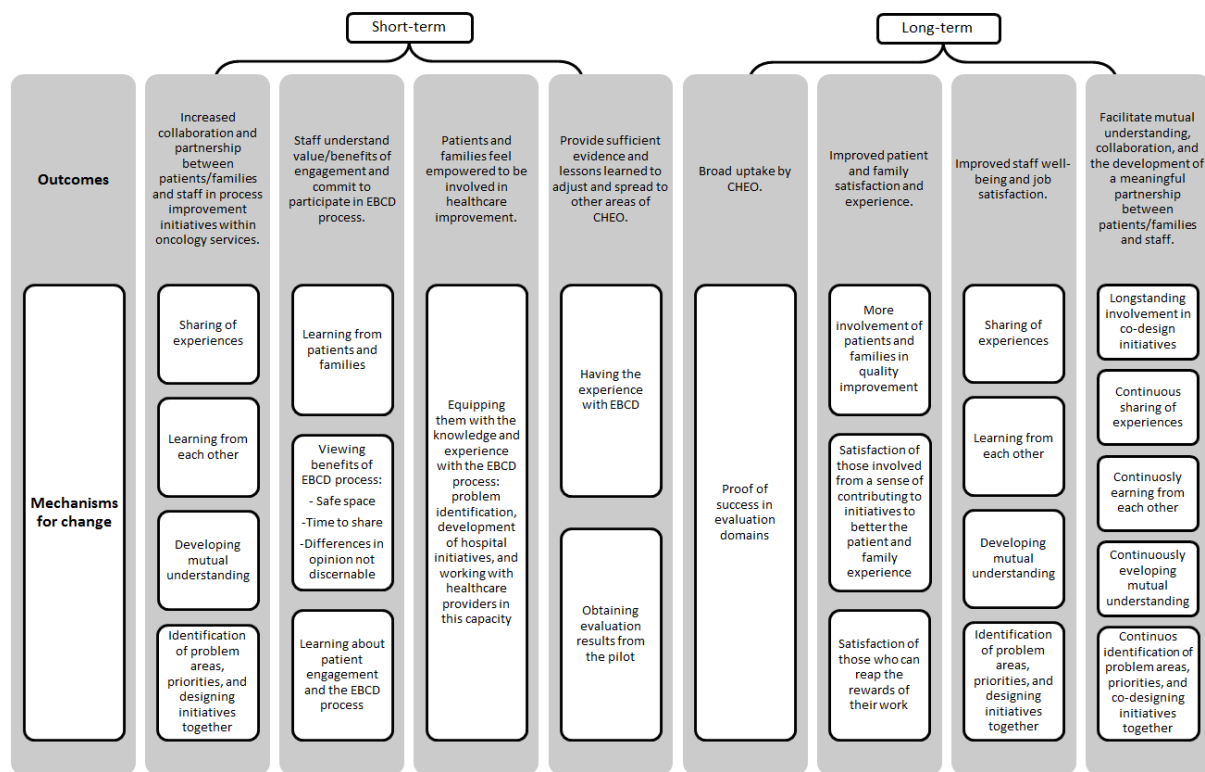 Short-term
Long-term
Outcomes
Increased
collaboration and
partnership
between
patients/families
and staff in process
improvement
initiatives within
oncology services.
Staff understand
value/benefits of
engagement and
commit to
participate in EBCD
process.
Patients and
families feel
empowered to be
involved in
healthcare
improvement.
Provide sufficient
evidence and
lessons learned to
adjust and spread to
other areas of
CHEO.
Broad uptake by
CHEO.
Improved patient
and family
satisfaction and
experience.
Improved staff well-
being and job
satisfaction.
Facilitate mutual
understanding,
collaboration, and
the development of
a meaningful
partnership
between
patients/families
and staff.
Mechanisms
for change
Sharing of
experiences
Learning from
each other
Developing
mutual
understanding
Identification
of problem
areas,
priorities, and
designing
initiatives
together
Learning from
patients and
families
Viewing
benefits of
EBCD process:
- Safe space
-Time to share
-Differences in
opinion not
discernable
Learning about
patient
engagement
and the EBCD
process
Equipping
them with the
knowledge and
experience
with the EBCD
process:
problem
identification,
development
of hospital
initiatives, and
working with
healthcare
providers in
this capacity
Having the
experience
with EBCD
Obtaining
evaluation
results from
the pilot
Proof of
success in
evaluation
domains
More
involvement of
patients and
families in
quality
improvement
Satisfaction of
those involved
from a sense of
contributing to
initiatives to
better the
patient and
family
experience
Satisfaction of
those who can
reap the
rewards of
their work
Sharing of
experiences
Learning from
each other
Developing
mutual
understanding
Identification
of problem
areas,
priorities, and
designing
initiatives
together
Longstanding
involvement in
co-design
initiatives
Continuous
sharing of
experiences
Continuosly
earning from
each other
Continuously
eveloping
mutual
understanding
Continuos
identification of
problem areas,
priorities, and
co-designing
initiatives
together